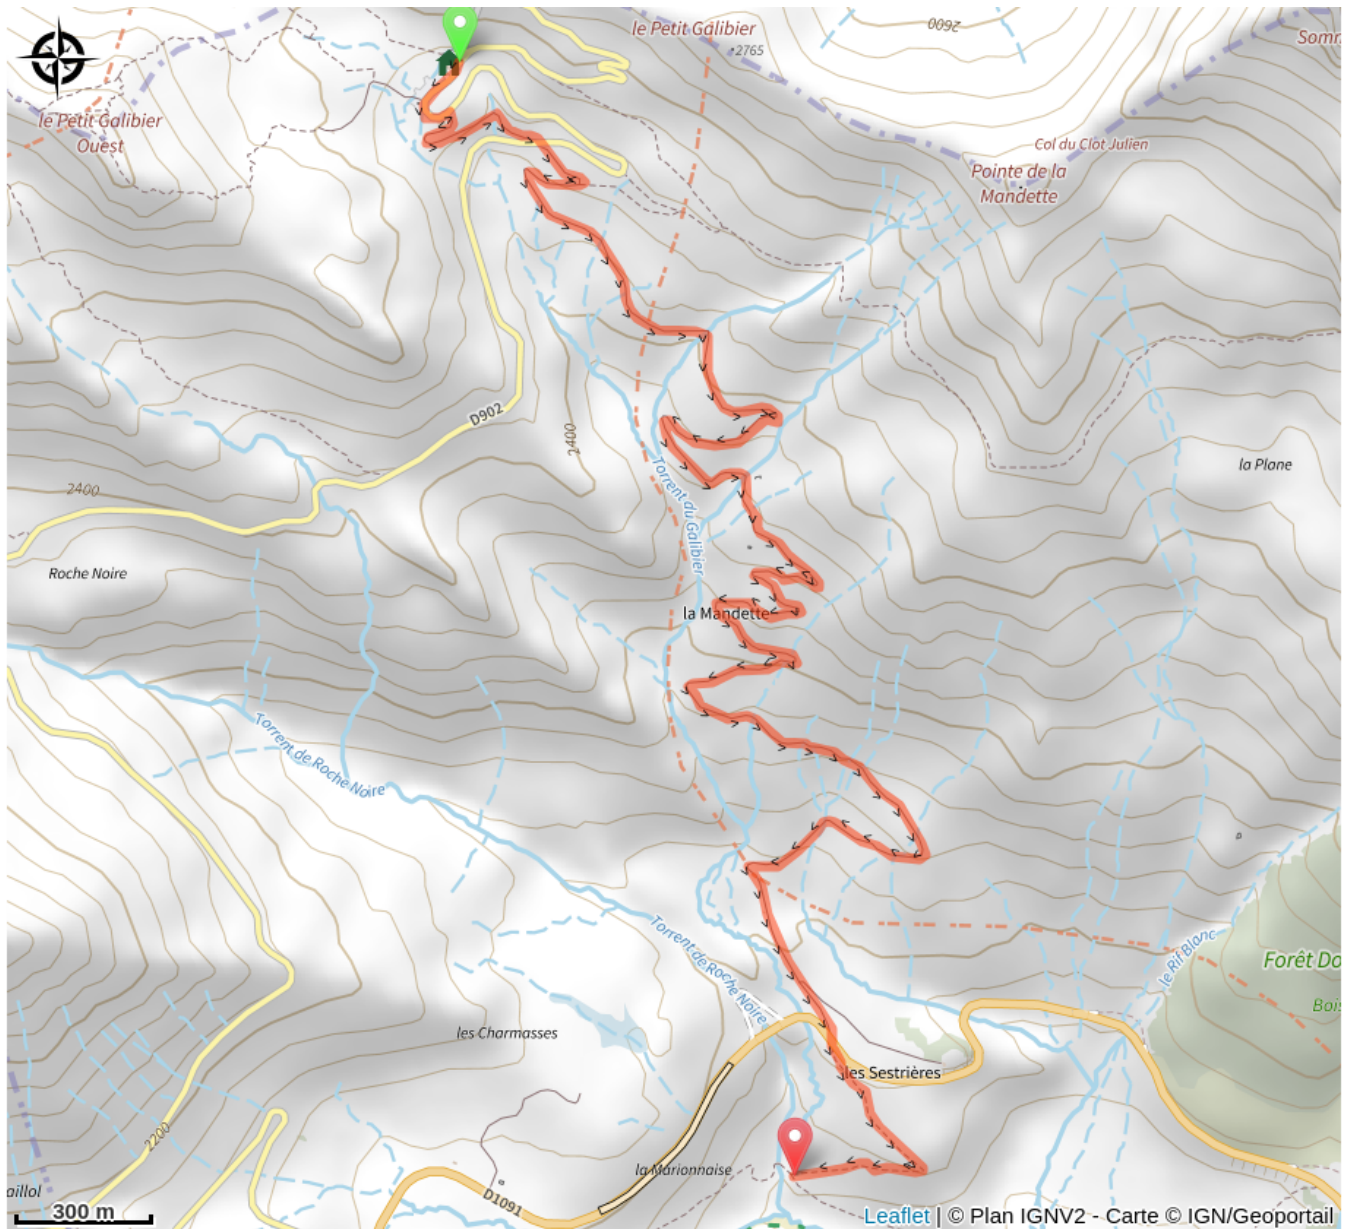 le Petit Galibier
2765
2600
Somm
le Petit Galibier
Ouest
Col du Clot Julien
Pointe de la
Mandette
D902
2400
la Plane
2400
Torrent du Galibier
Roche Noire
la Mandette
Torrent de Roche Noire
Torrent de Roche Noire
le Rif Blanc
Forêt Do
Bois
les Charmasses
les Sestrières
2200
la Marionnaise
aillol
D1091
300 m
Leaflet | © Plan IGNV2 - Carte © IGN/Geoportail